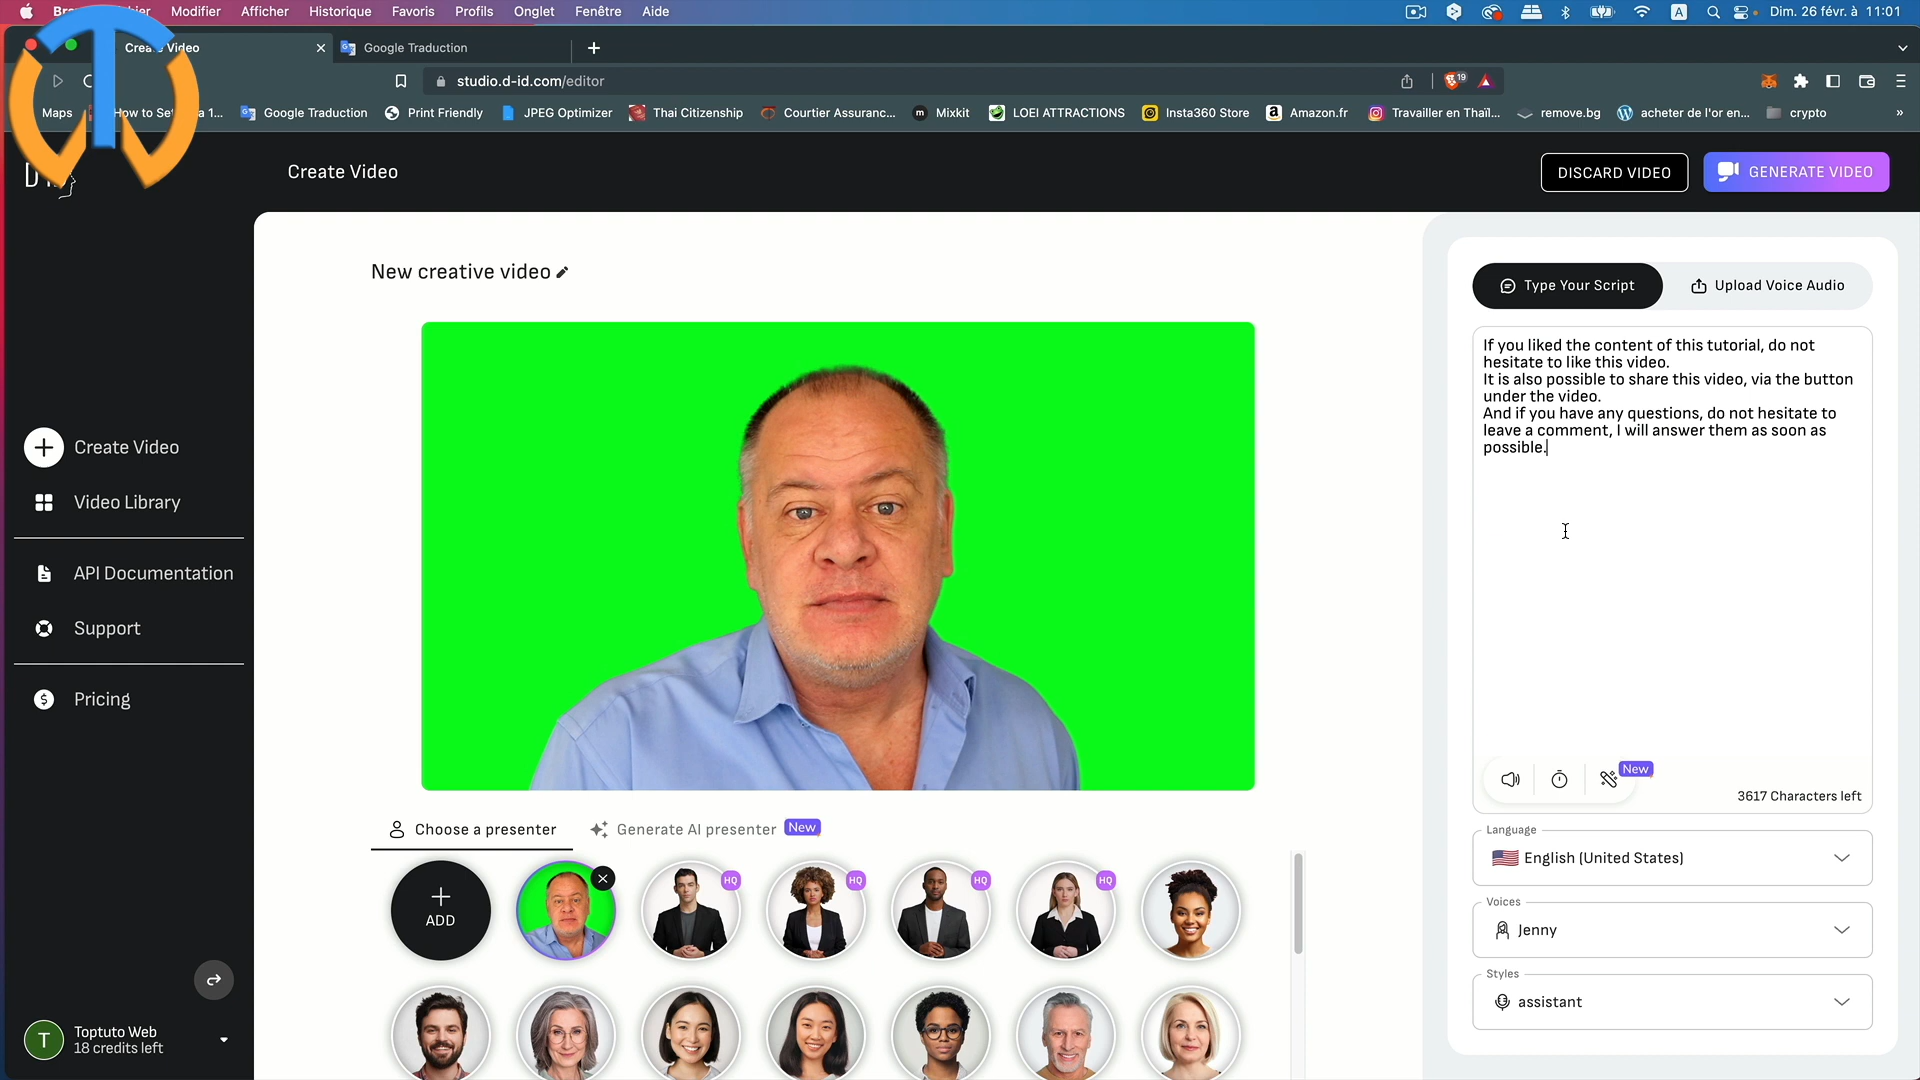 Modifier Afficher Historique Favoris Profils Onglet Fenêtre Aide
A Dim. 26 févr. à 11:01
Create Video Google Traduction
studio.d-id.com/editor 19
Maps How to Set 1... Google Traduction Print Friendly JPEG Optimizer Thai Citizenship Courtier Assuranc... m Mixkit LOEI ATTRACTIONS Insta360 Store Amazon.fr Travailler en Thaïl... remove.bg acheter de l'or en... crypto »
Create Video
DISCARD VIDEO
GENERATE VIDEO
New creative video
Type Your Script
Upload Voice Audio
If you liked the content of this tutorial, do not
hesitate to like this video.
It is also possible to share this video, via the button
under the video.
And if you have any questions, do not hesitate to
leave a comment, I will answer them as soon as
possible.
Create Video
Video Library
API Documentation
Support
Pricing
New
3617 Characters left
Choose a presenter
Generate AI presenter New
ADD
HQ HQ HQ HQ
Language
English (United States)
Voices
Jenny
Styles
assistant
T
Toptuto Web
18 credits left